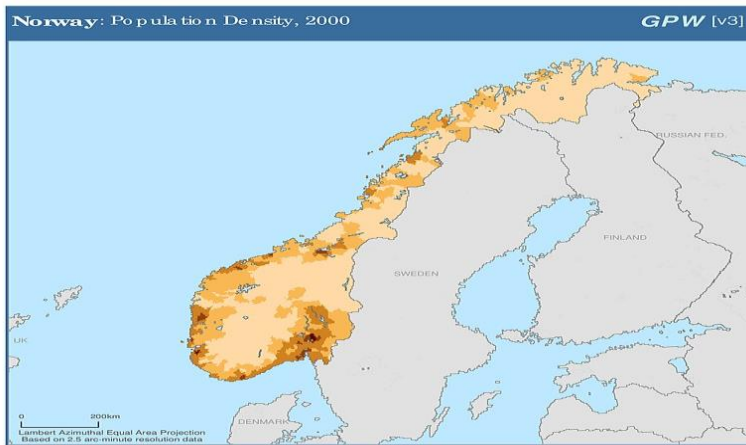 Norway: Population Density, 2000
GPW [v3]
RUSSIAN FED.
FINLAND
SWEDEN
UK
DENMARK
0 200km
Lambert Azimuthal Equal Area Projection
Based on 2.5 arc-minute resolution data